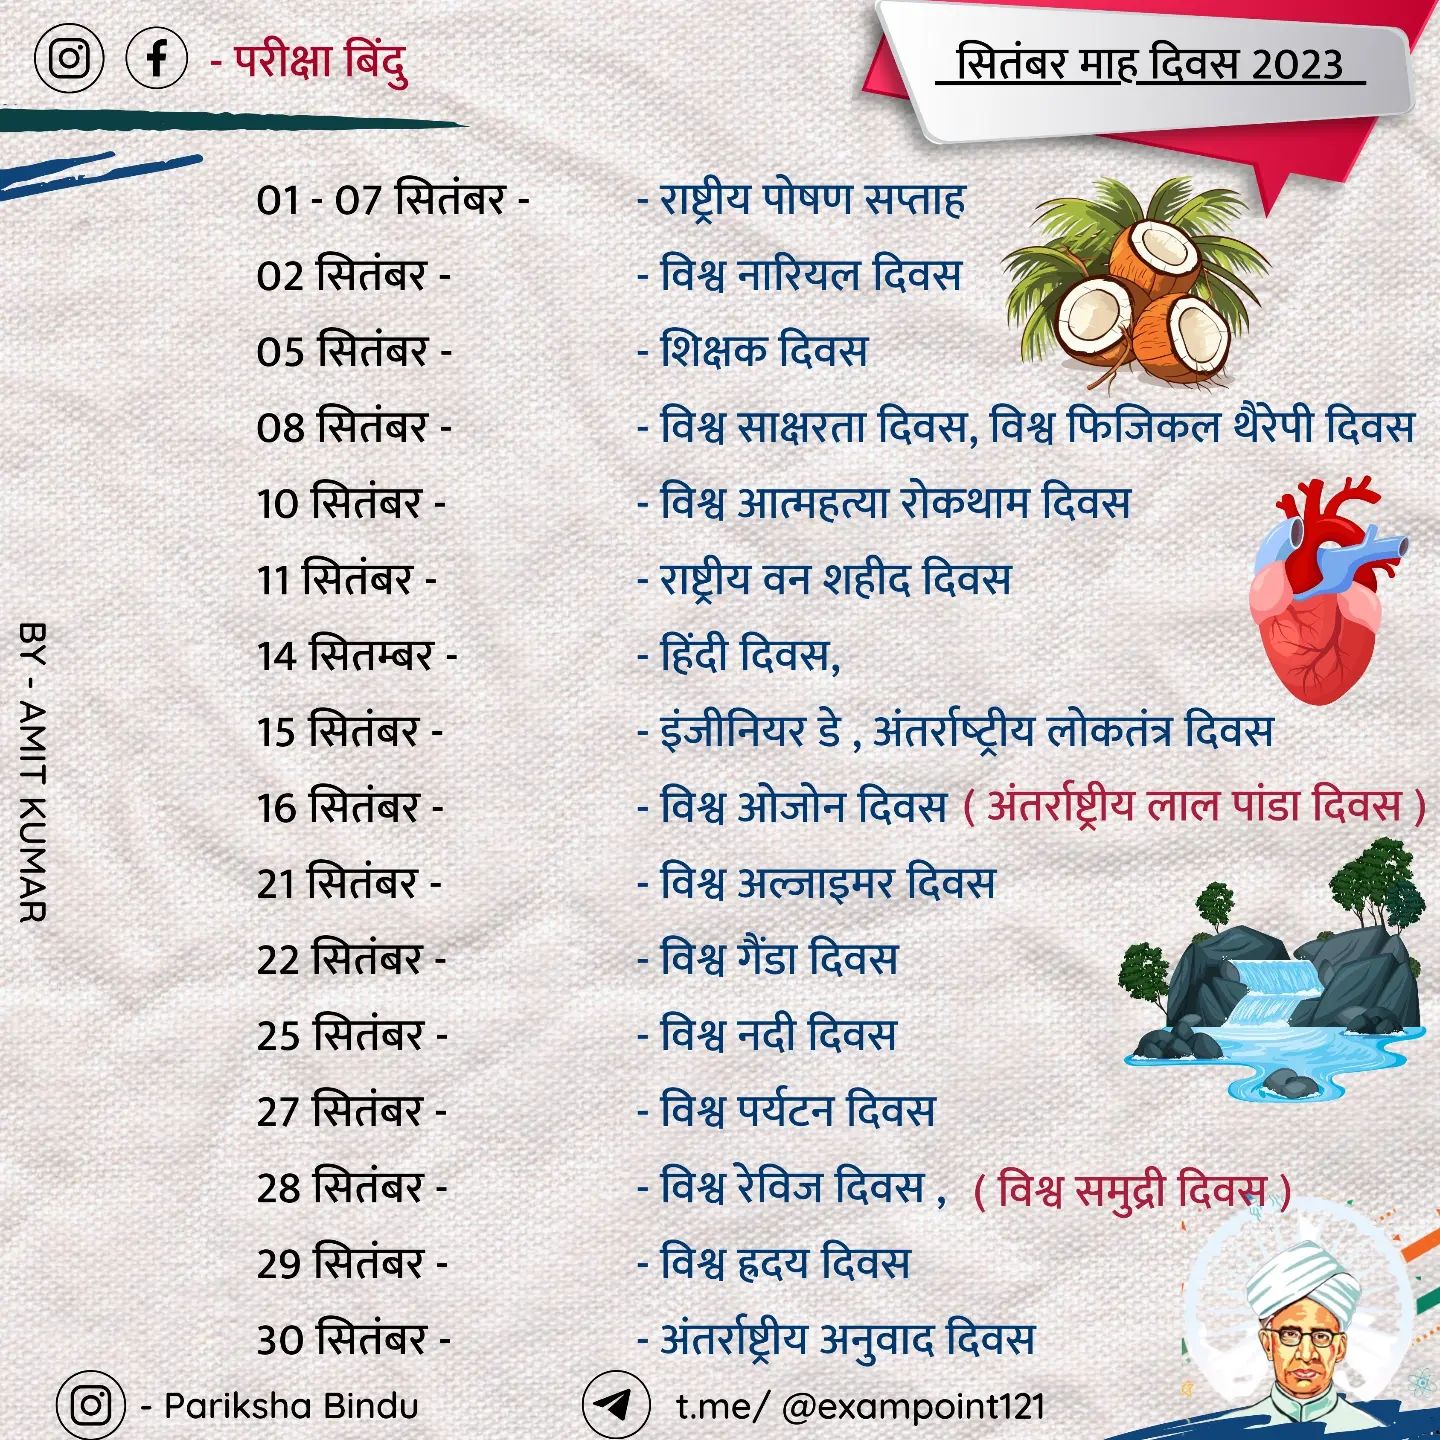 - परीक्षा बिंदु
सितंबर माह दिवस 2023
01 - 07 सितंबर - - राष्ट्रीय पोषण सप्ताह
02 सितंबर - - विश्व नारियल दिवस
05 सितंबर - - शिक्षक दिवस
08 सितंबर - - विश्व साक्षरता दिवस, विश्व फिजिकल थैरेपी दिवस
10 सितंबर - - विश्व आत्महत्या रोकथाम दिवस
11 सितंबर - - राष्ट्रीय वन शहीद दिवस
14 सितम्बर - - हिंदी दिवस,
15 सितंबर - - इंजीनियर डे , अंतर्राष्ट्रीय लोकतंत्र दिवस
16 सितंबर - - विश्व ओजोन दिवस ( अंतर्राष्ट्रीय लाल पांडा दिवस )
21 सितंबर - - विश्व अल्जाइमर दिवस
22 सितंबर - - विश्व गैंडा दिवस
25 सितंबर - - विश्व नदी दिवस
27 सितंबर - - विश्व पर्यटन दिवस
28 सितंबर - - विश्व रेविज दिवस , ( विश्व समुद्री दिवस )
29 सितंबर - - विश्व ह्रदय दिवस
30 सितंबर - - अंतर्राष्ट्रीय अनुवाद दिवस
BY - AMIT KUMAR
- Pariksha Bindu
t.me/ @exampoint121